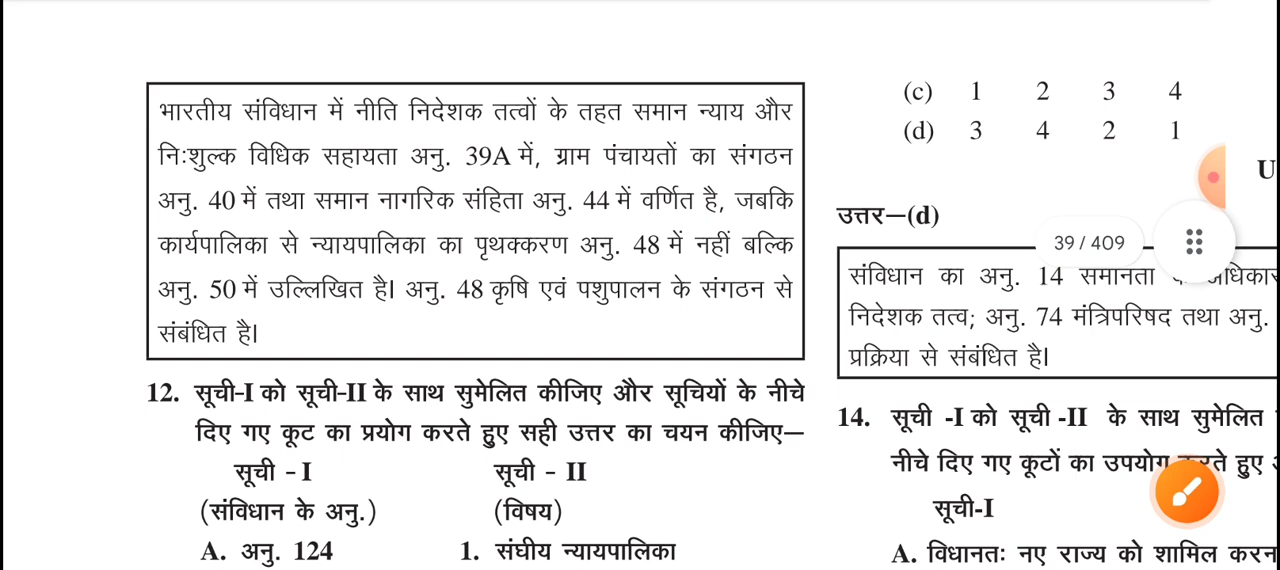 भारतीय संविधान में नीति निदेशक तत्वों के तहत समान न्याय और
निःशुल्क विधिक सहायता अनु. 39A में, ग्राम पंचायतों का संगठन
अनु. 40 में तथा समान नागरिक संहिता अनु. 44 में वर्णित है, जबकि
कार्यपालिका से न्यायपालिका का पृथक्करण अनु. 48 में नहीं बल्कि
अनु. 50 में उल्लिखित है। अनु. 48 कृषि एवं पशुपालन के संगठन से
संबंधित है।
12. सूची-I को सूची-II के साथ सुमेलित कीजिए और सूचियों के नीचे
दिए गए कूट का प्रयोग करते हुए सही उत्तर का चयन कीजिए—
सूची - I सूची - II
(संविधान के अनु.) (विषय)
A. अनु. 124 1. संघीय न्यायपालिका
(c) 1 2 3 4
(d) 3 4 2 1
U
उत्तर—(d)
39 / 409
संविधान का अनु. 14 समानता
निदेशक तत्व; अनु. 74 मंत्रिपरिषद तथा अनु.
प्रक्रिया से संबंधित है।
14. सूची -I को सूची -II के साथ सुमेलित
नीचे दिए गए कूटों का उपयोग करते हुए
सूची-I
A. विधानतः नए राज्य को शामिल